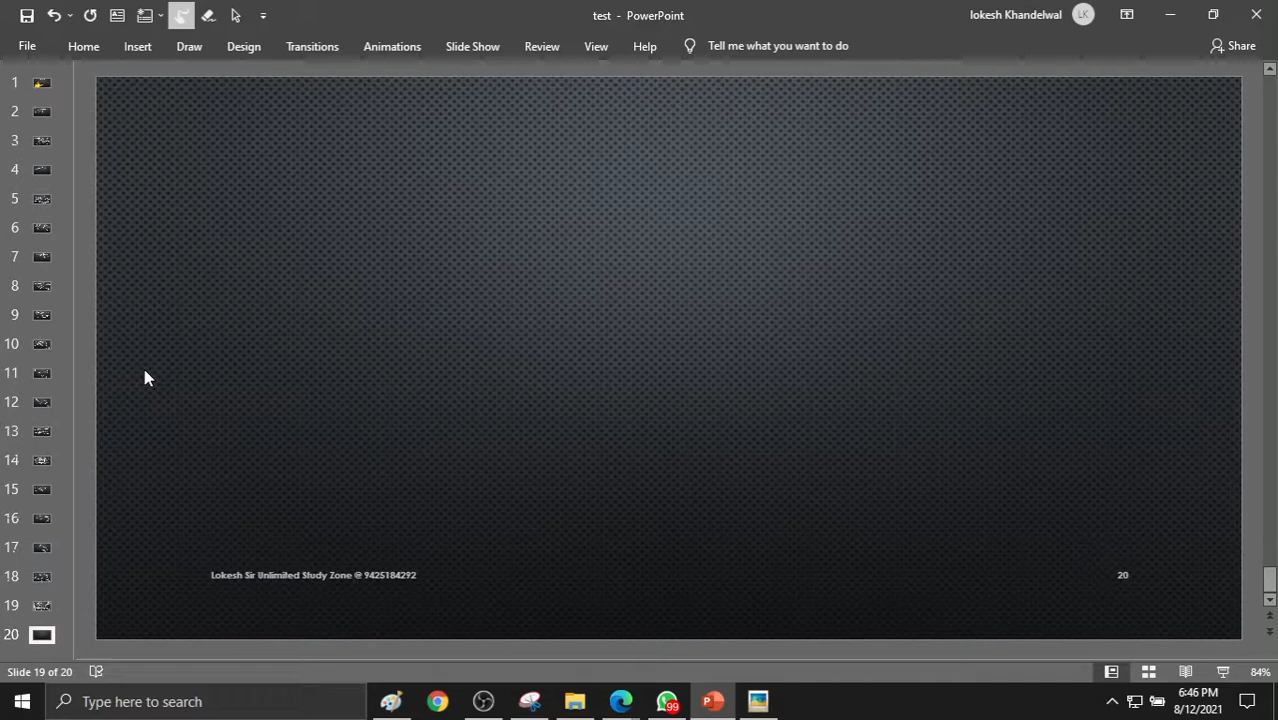 test - PowerPoint
lokesh Khandelwal
LK
File
Home
Insert
Draw
Design
Transitions
Animations
Slide Show
Review
View
Help
Tell me what you want to do
Share
1
2
3
4
5
6
7
8
9
10
11
12
13
14
15
16
17
18
19
20
Lokesh Sir Unlimited Study Zone @ 9425184292
20
Slide 19 of 20
84%
Type here to search
99
6:46 PM
8/12/2021